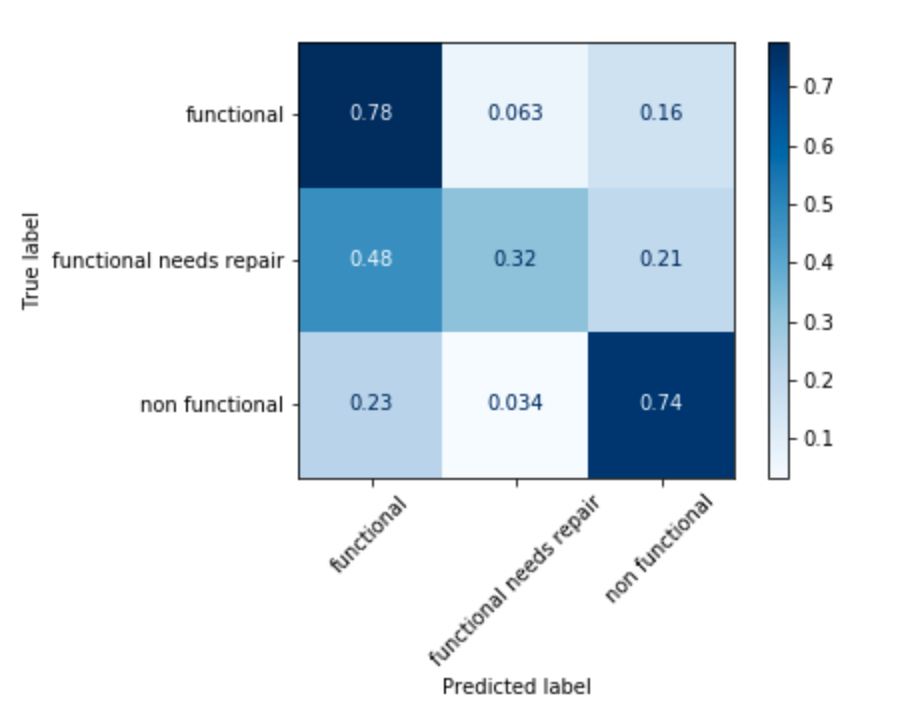 functional 0.78 0.063 0.16
functional needs repair 0.48 0.32 0.21
non functional 0.23 0.034 0.74
True label
functional
functional needs repair
non functional
Predicted label
0.7
0.6
0.5
0.4
0.3
0.2
0.1